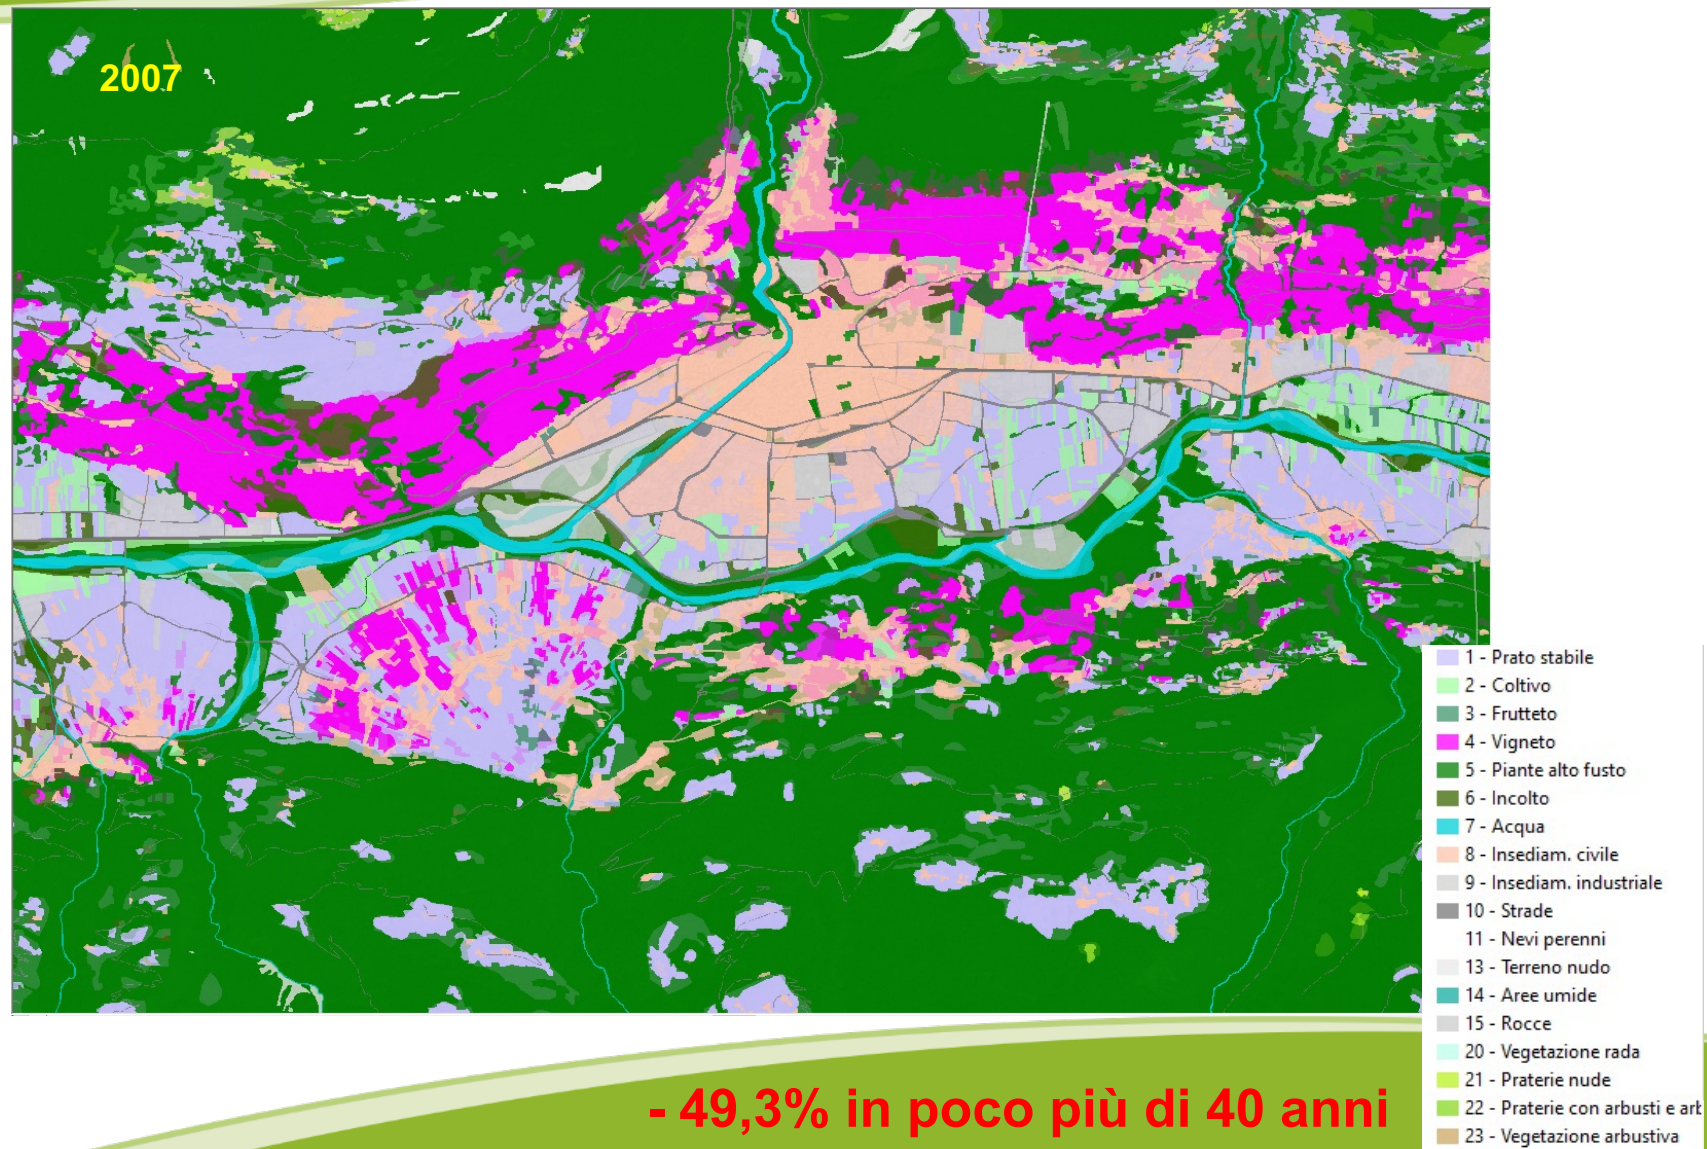 2007
1 - Prato stabile
2 - Coltivo
3 - Frutteto
4 - Vigneto
5 - Piante alto fusto
6 - Incolto
7 - Acqua
8 - Insediam. civile
9 - Insediam. industriale
10 - Strade
11 - Nevi perenni
13 - Terreno nudo
14 - Aree umide
15 - Rocce
20 - Vegetazione rada
21 - Praterie nude
22 - Praterie con arbusti e art
23 - Vegetazione arbustiva
- 49,3% in poco più di 40 anni